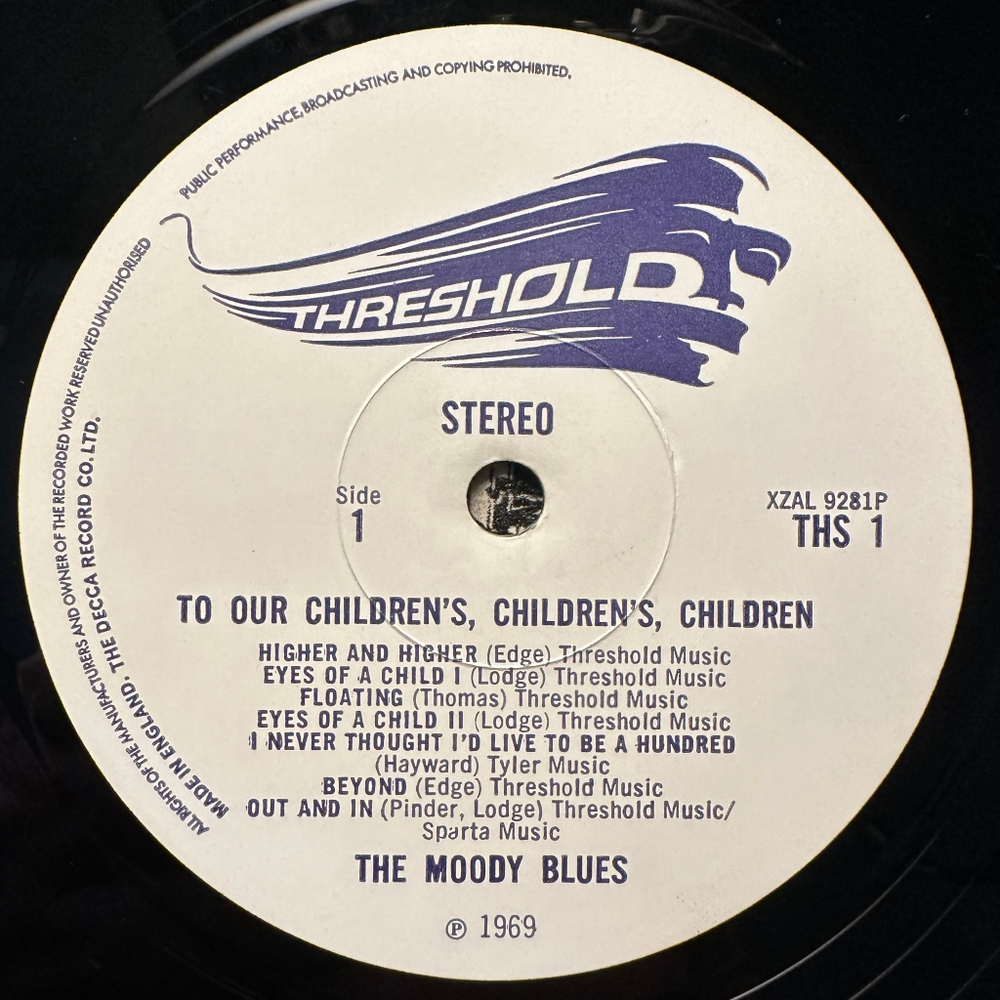 PUBLIC PERFORMANCE, BROADCASTING AND COPYING PROHIBITED.
ALL RIGHTS OF THE MANUFACTURERS AND OWNER OF THE RECORDED WORK RESERVED UNAUTHORISED
MADE IN ENGLAND. THE DECCA RECORD CO. LTD.
THRESHOLD
STEREO
Side
1
XZAL 9281P
THS 1
TO OUR CHILDREN'S, CHILDREN'S, CHILDREN
HIGHER AND HIGHER (Edge) Threshold Music
EYES OF A CHILD I (Lodge) Threshold Music
FLOATING (Thomas) Threshold Music
EYES OF A CHILD II (Lodge) Threshold Music
I NEVER THOUGHT I'D LIVE TO BE A HUNDRED
(Hayward) Tyler Music
BEYOND (Edge) Threshold Music
OUT AND IN (Pinder, Lodge) Threshold Music/
Sparta Music
THE MOODY BLUES
℗ 1969